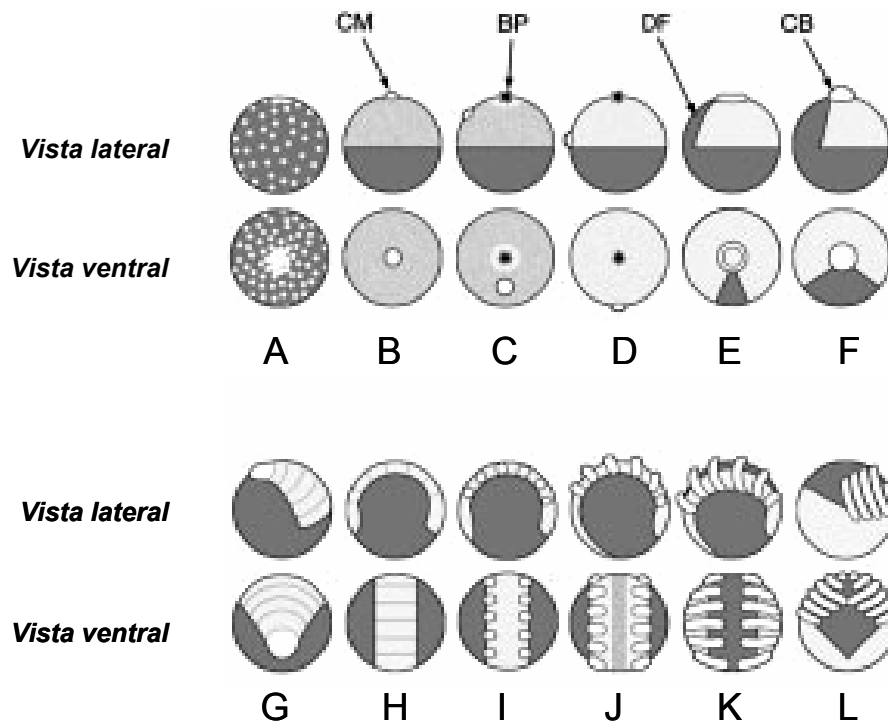 CM BP DF CB
Vista lateral
Vista ventral
A B C D E F
Vista lateral
Vista ventral
G H I J K L